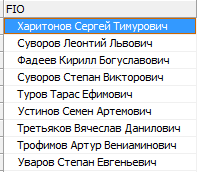 FIO
Харитонов Сергей Тимурович
Суворов Леонтий Львович
Фадеев Кирилл Богуславович
Суворов Степан Викторович
Туров Тарас Ефимович
Устинов Семен Артемович
Третьяков Вячеслав Данилович
Трофимов Артур Вениаминович
Уваров Степан Евгеньевич